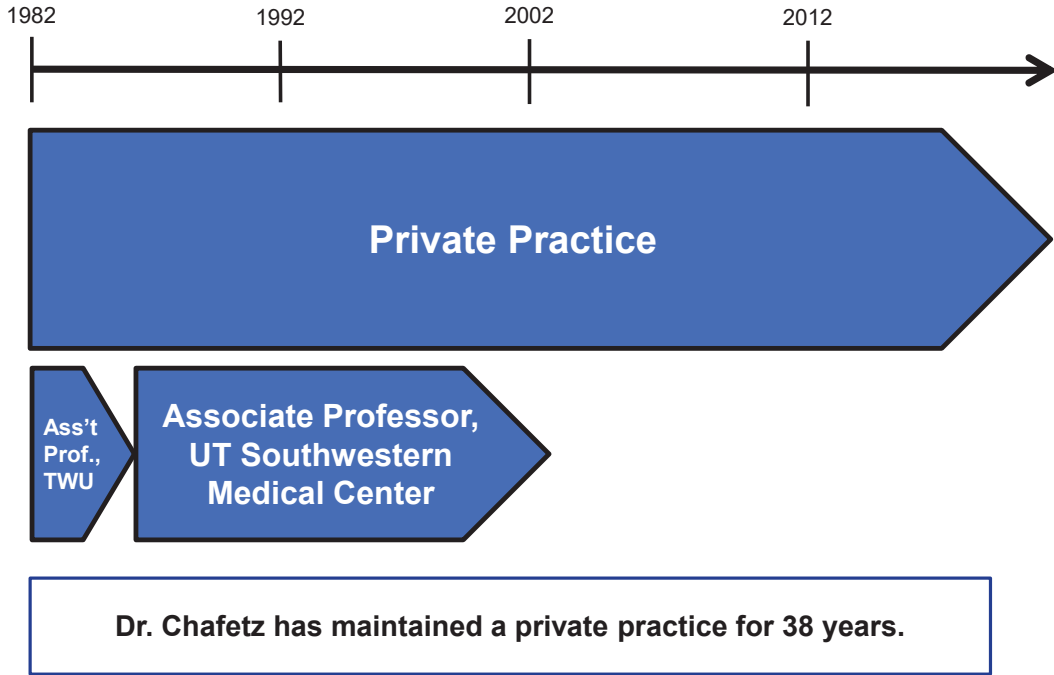 1982 1992 2002 2012
Private Practice
Ass’t
Prof.,
TWU
Associate Professor,
UT Southwestern
Medical Center
Dr. Chafetz has maintained a private practice for 38 years.